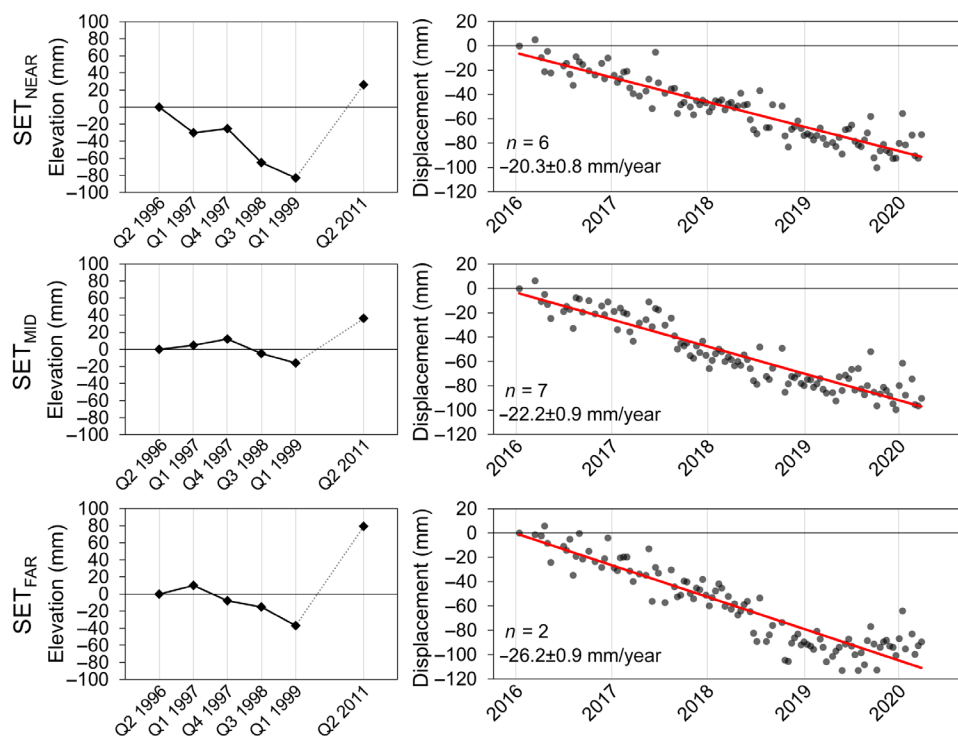 SET_NEAR
Elevation (mm)
100
80
60
40
20
0
−20
−40
−60
−80
−100
Q2 1996
Q1 1997
Q4 1997
Q3 1998
Q1 1999
Q2 2011
Displacement (mm)
20
0
−20
−40
−60
−80
−100
−120
n = 6
−20.3±0.8 mm/year
2016
2017
2018
2019
2020
SET_MID
Elevation (mm)
100
80
60
40
20
0
−20
−40
−60
−80
−100
Q2 1996
Q1 1997
Q4 1997
Q3 1998
Q1 1999
Q2 2011
Displacement (mm)
20
0
−20
−40
−60
−80
−100
−120
n = 7
−22.2±0.9 mm/year
2016
2017
2018
2019
2020
SET_FAR
Elevation (mm)
100
80
60
40
20
0
−20
−40
−60
−80
−100
Q2 1996
Q1 1997
Q4 1997
Q3 1998
Q1 1999
Q2 2011
Displacement (mm)
20
0
−20
−40
−60
−80
−100
−120
n = 2
−26.2±0.9 mm/year
2016
2017
2018
2019
2020